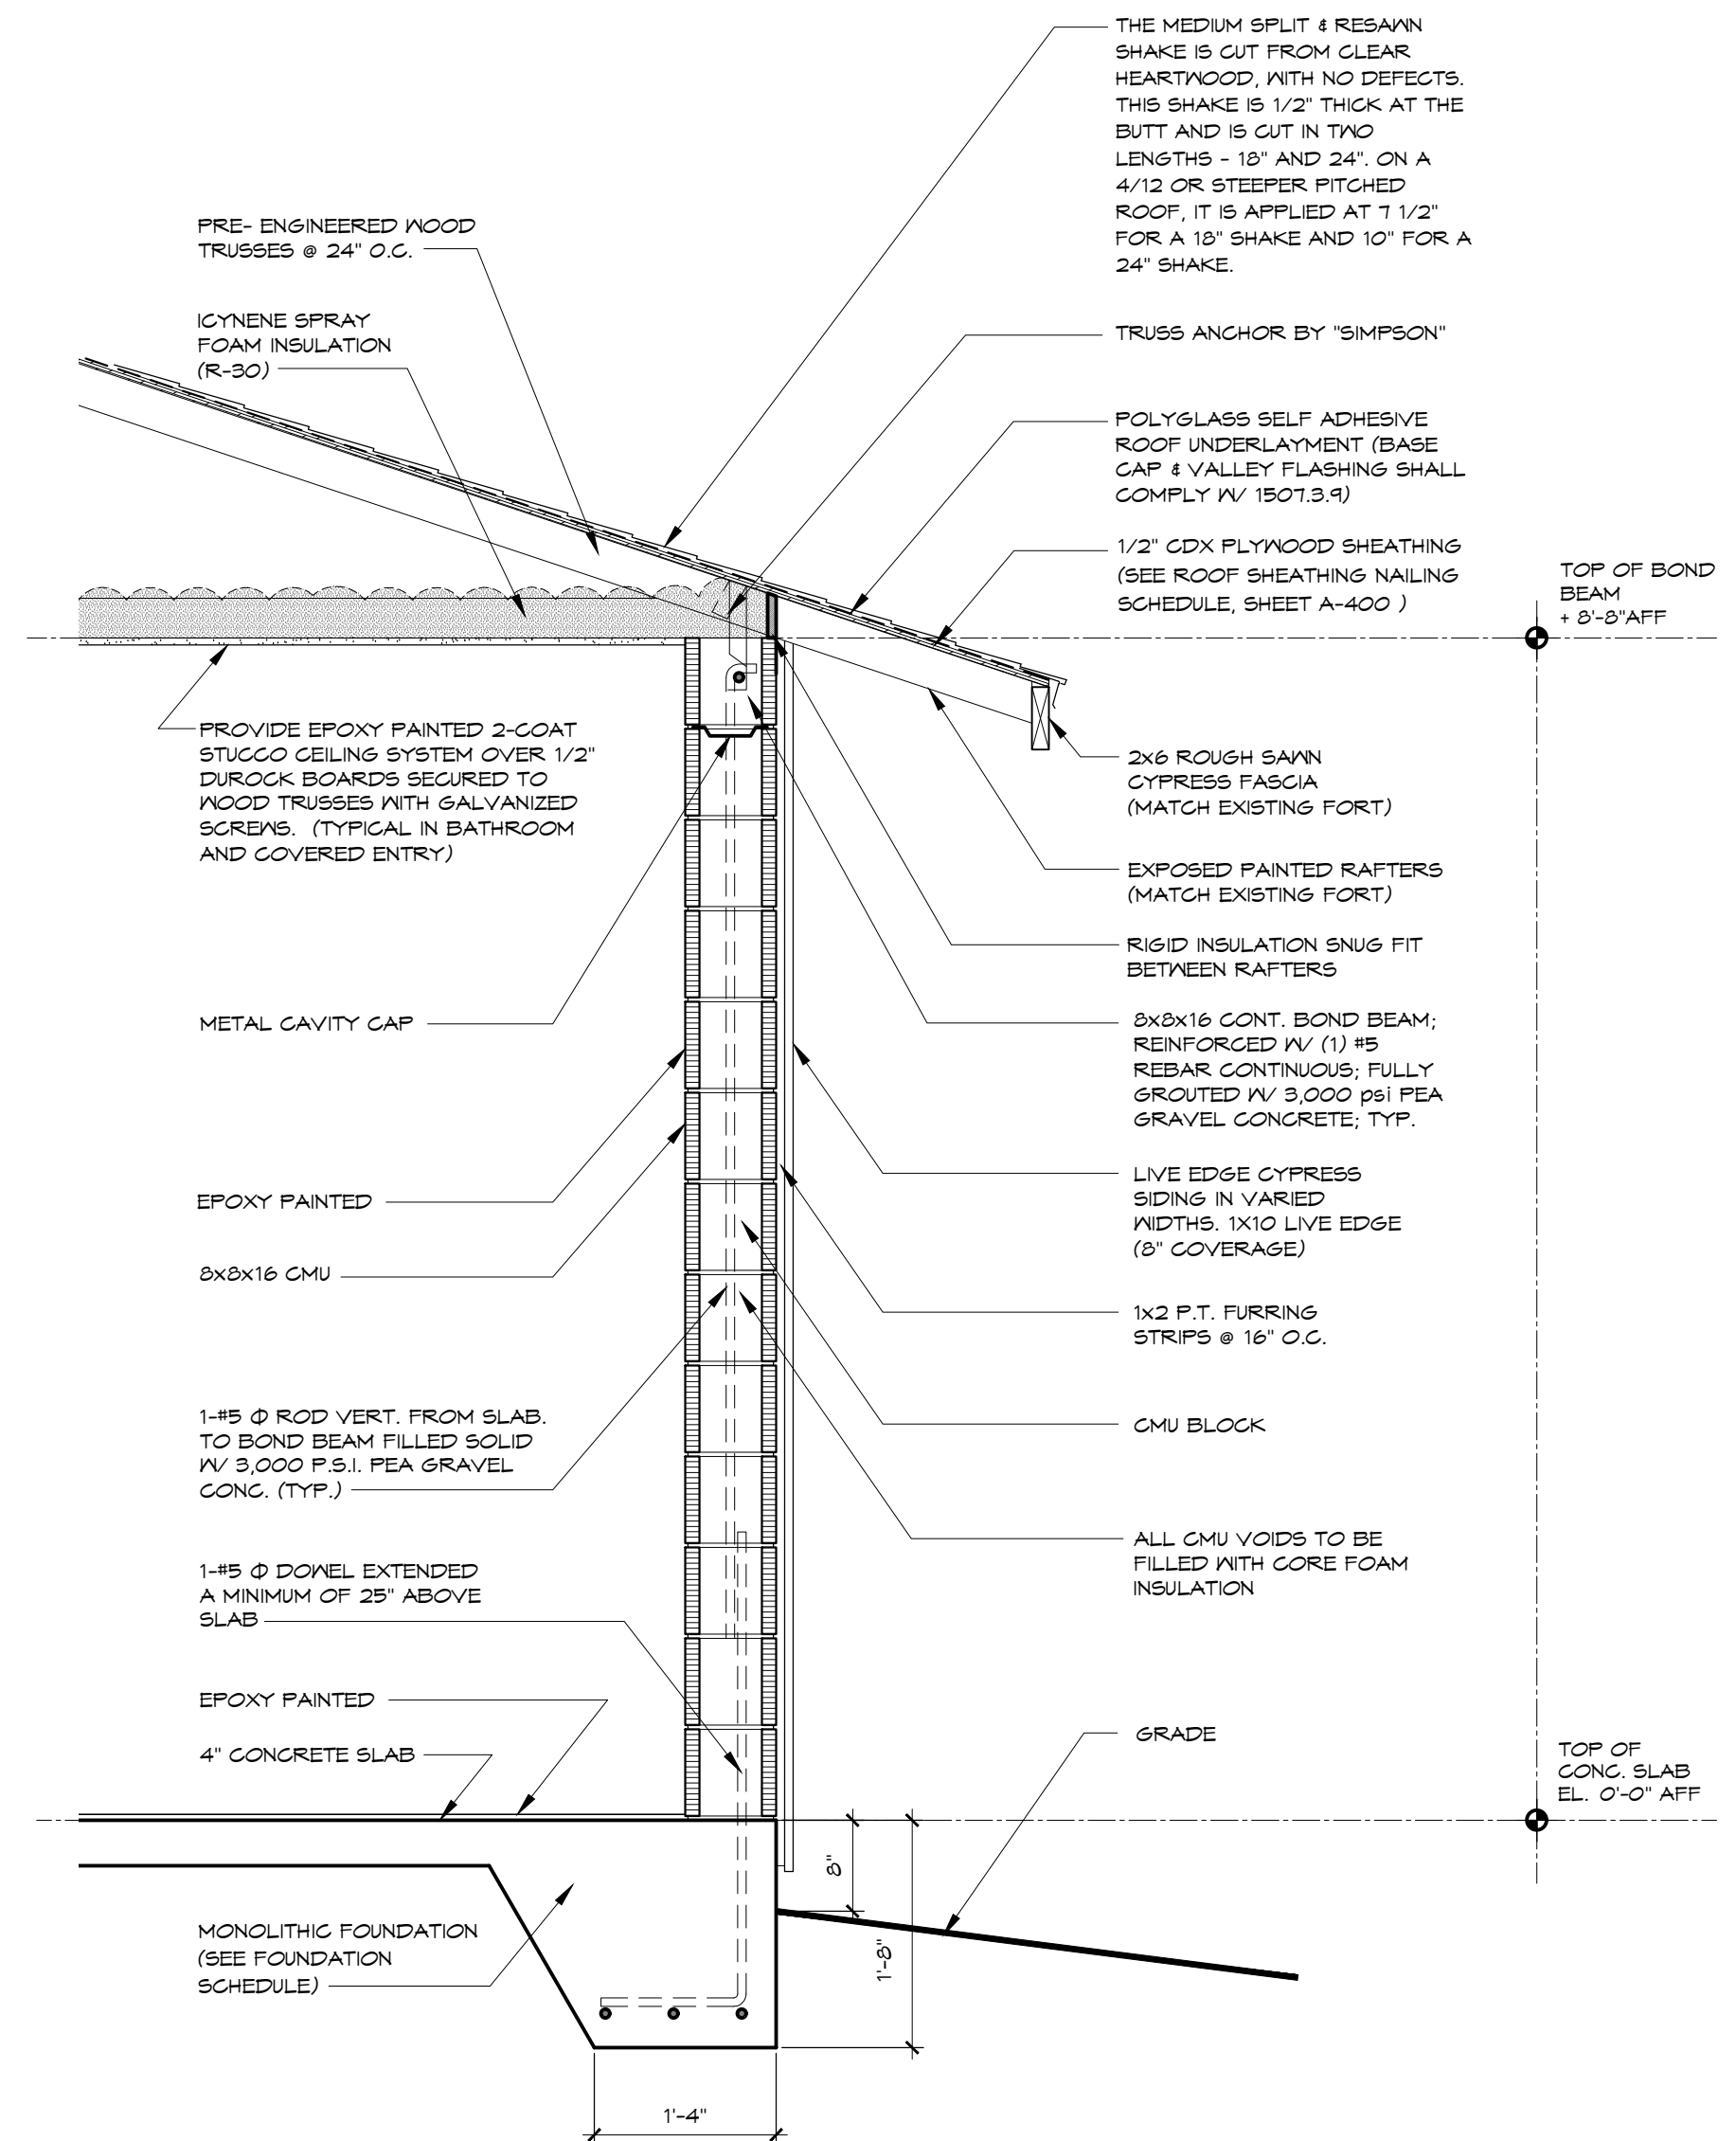 THE MEDIUM SPLIT & RESAWN
SHAKE IS CUT FROM CLEAR
HEARTWOOD, WITH NO DEFECTS.
THIS SHAKE IS 1/2" THICK AT THE
BUTT AND IS CUT IN TWO
LENGTHS - 18" AND 24". ON A
4/12 OR STEEPER PITCHED
ROOF, IT IS APPLIED AT 7 1/2"
FOR A 18" SHAKE AND 10" FOR A
24" SHAKE.
PRE- ENGINEERED WOOD
TRUSSES @ 24" O.C.
ICYNENE SPRAY
FOAM INSULATION
(R-30)
TRUSS ANCHOR BY "SIMPSON"
POLYGLASS SELF ADHESIVE
ROOF UNDERLAYMENT (BASE
CAP & VALLEY FLASHING SHALL
COMPLY W/ 1507.3.9)
1/2" CDX PLYWOOD SHEATHING
(SEE ROOF SHEATHING NAILING
SCHEDULE, SHEET A-400 )
TOP OF BOND
BEAM
+ 8'-8"AFF
PROVIDE EPOXY PAINTED 2-COAT
STUCCO CEILING SYSTEM OVER 1/2"
DUROCK BOARDS SECURED TO
WOOD TRUSSES WITH GALVANIZED
SCREWS. (TYPICAL IN BATHROOM
AND COVERED ENTRY)
2x6 ROUGH SAWN
CYPRESS FASCIA
(MATCH EXISTING FORT)
EXPOSED PAINTED RAFTERS
(MATCH EXISTING FORT)
RIGID INSULATION SNUG FIT
BETWEEN RAFTERS
METAL CAVITY CAP
8x8x16 CONT. BOND BEAM;
REINFORCED W/ (1) #5
REBAR CONTINUOUS; FULLY
GROUTED W/ 3,000 psi PEA
GRAVEL CONCRETE; TYP.
EPOXY PAINTED
LIVE EDGE CYPRESS
SIDING IN VARIED
WIDTHS. 1X10 LIVE EDGE
(8" COVERAGE)
8x8x16 CMU
1x2 P.T. FURRING
STRIPS @ 16" O.C.
1-#5 Φ ROD VERT. FROM SLAB.
TO BOND BEAM FILLED SOLID
W/ 3,000 P.S.I. PEA GRAVEL
CONC. (TYP.)
CMU BLOCK
ALL CMU VOIDS TO BE
FILLED WITH CORE FOAM
INSULATION
1-#5 Φ DOWEL EXTENDED
A MINIMUM OF 25" ABOVE
SLAB
EPOXY PAINTED
4" CONCRETE SLAB
GRADE
TOP OF
CONC. SLAB
EL. 0'-0" AFF
8"
1'-8"
MONOLITHIC FOUNDATION
(SEE FOUNDATION
SCHEDULE)
1'-4"